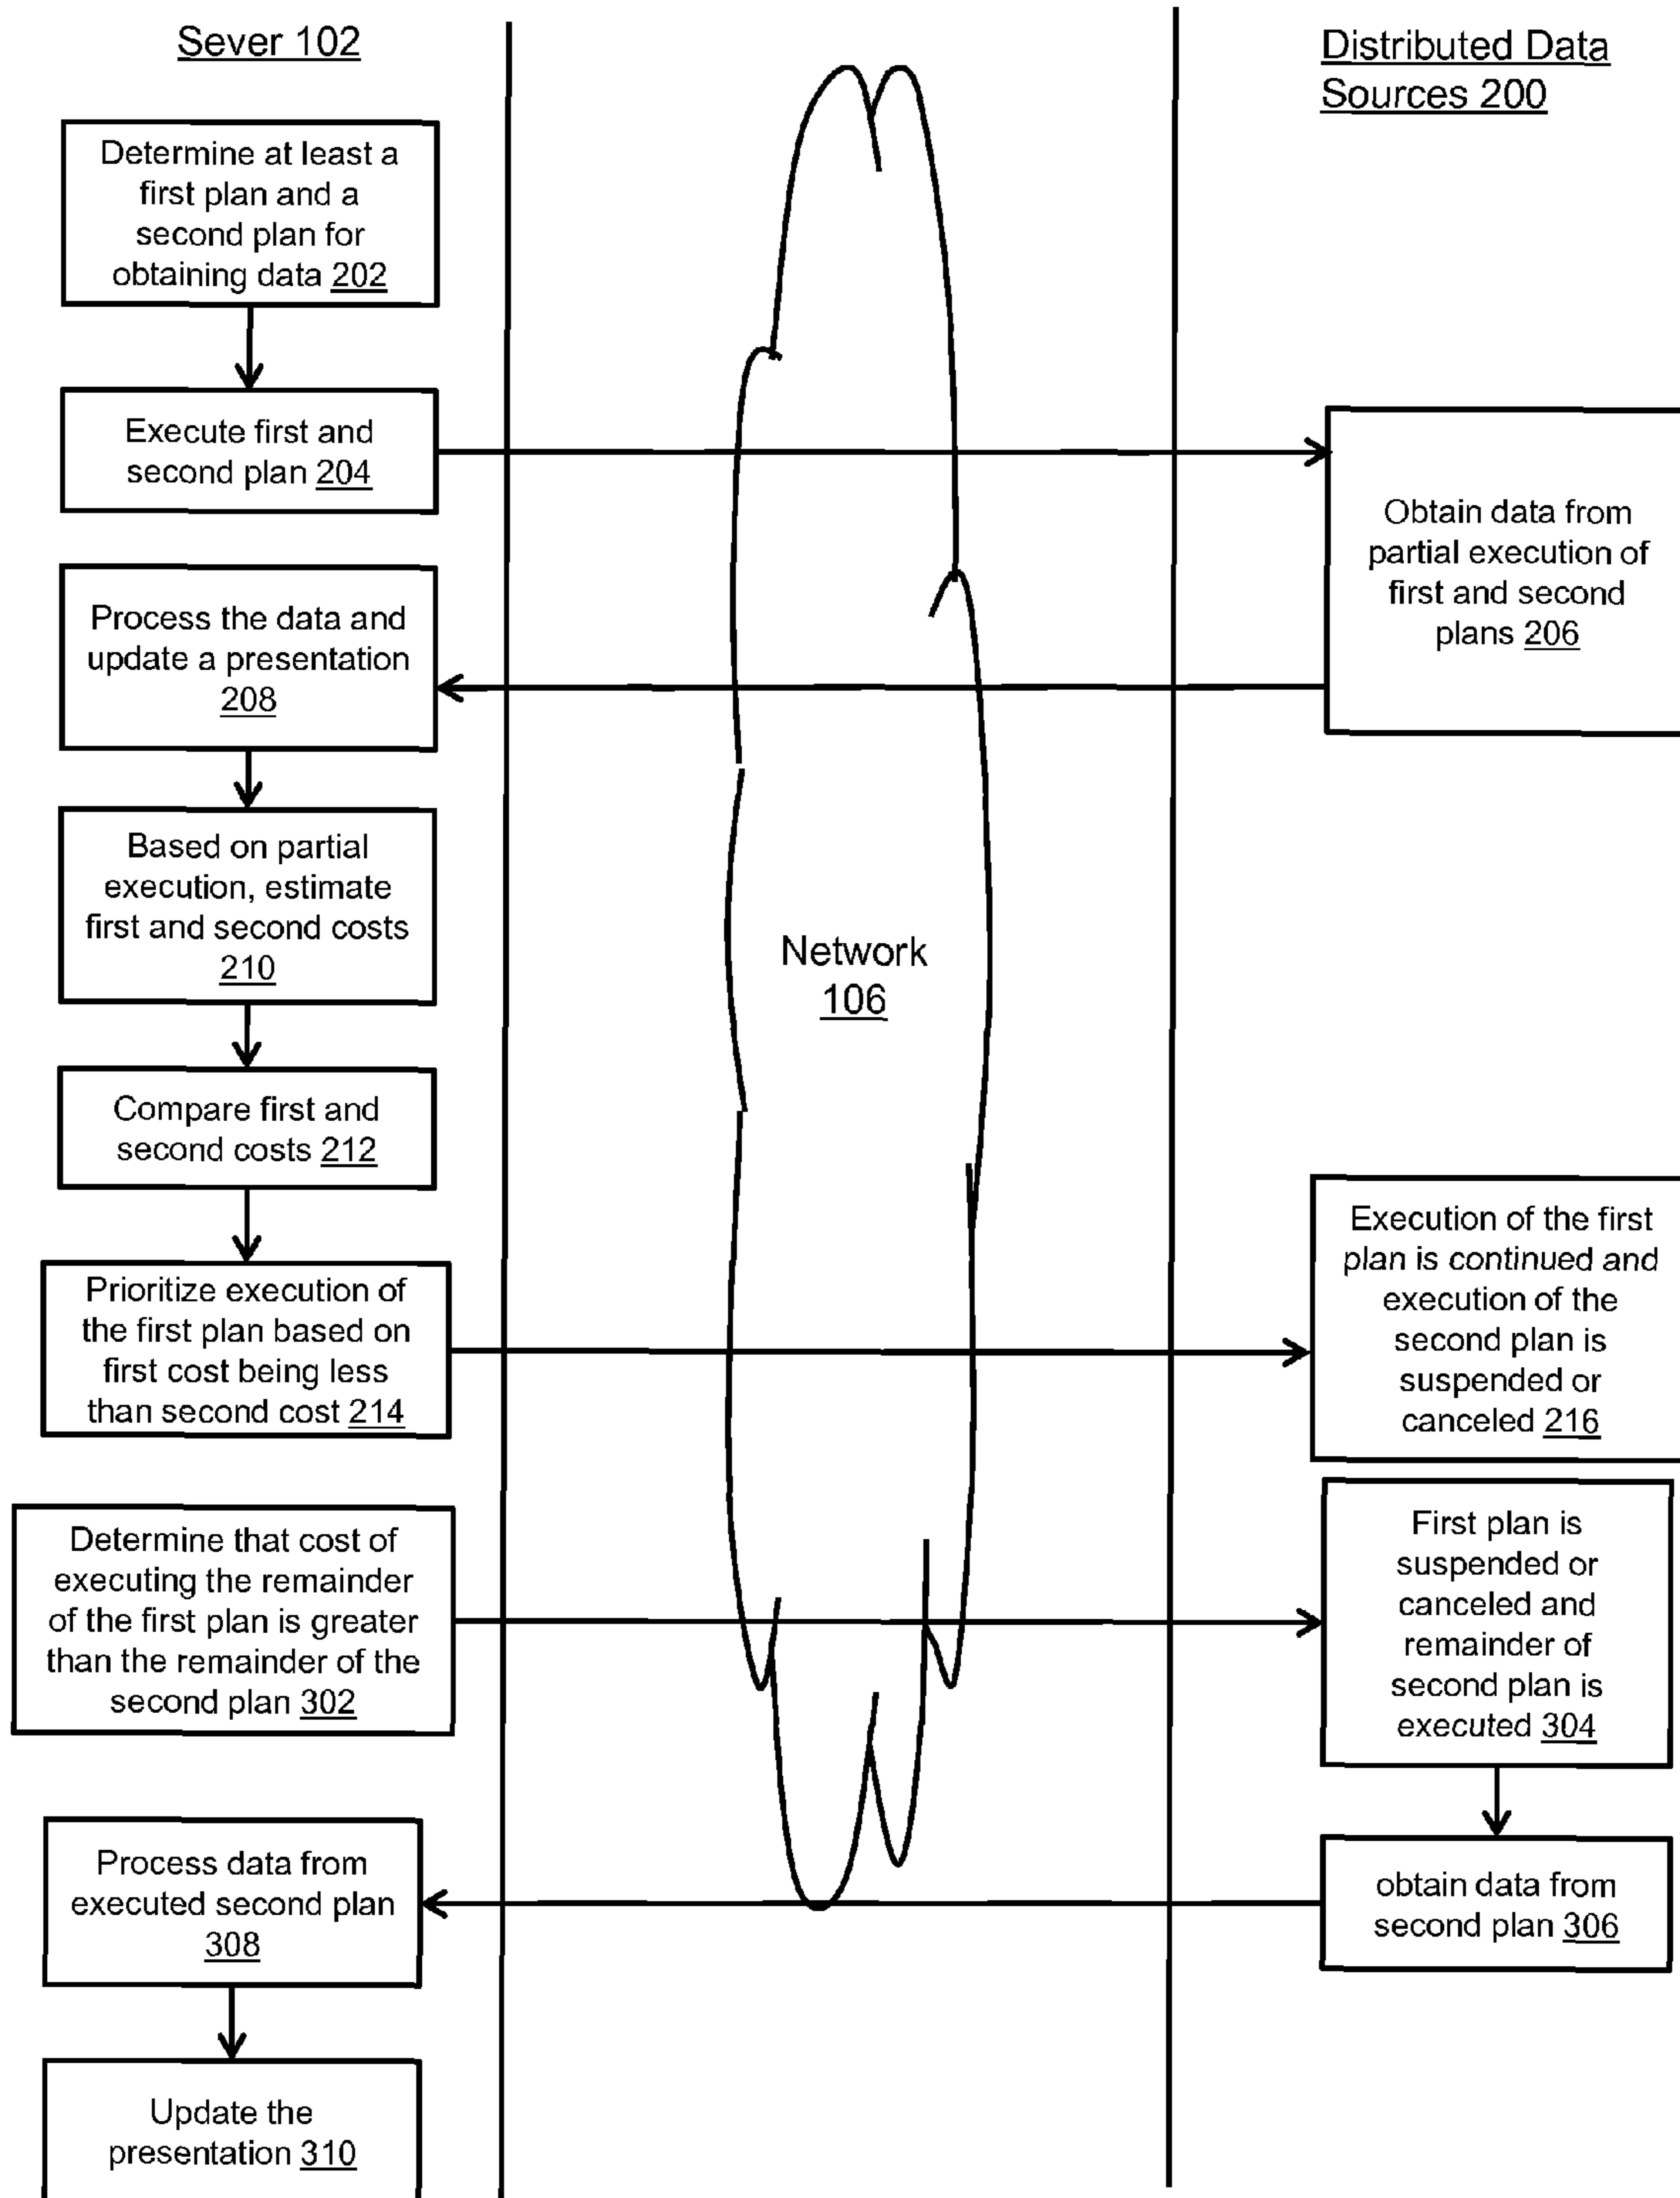 Sever 102
Distributed Data
Sources 200
Determine at least a
first plan and a
second plan for
obtaining data 202
Execute first and
second plan 204
Obtain data from
partial execution of
first and second
plans 206
Process the data and
update a presentation
208
Based on partial
execution, estimate
first and second costs
210
Network
106
Compare first and
second costs 212
Prioritize execution of
the first plan based on
first cost being less
than second cost 214
Execution of the first
plan is continued and
execution of the
second plan is
suspended or
canceled 216
Determine that cost of
executing the remainder
of the first plan is greater
than the remainder of the
second plan 302
First plan is
suspended or
canceled and
remainder of
second plan is
executed 304
obtain data from
second plan 306
Process data from
executed second plan
308
Update the
presentation 310